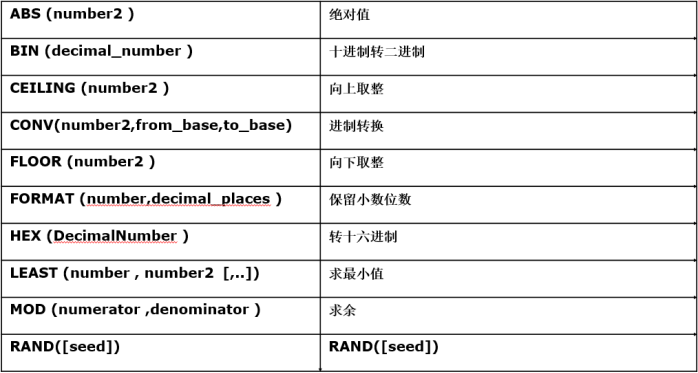 ABS (number2 ) 绝对值
BIN (decimal_number ) 十进制转二进制
CEILING (number2 ) 向上取整
CONV(number2,from_base,to_base) 进制转换
FLOOR (number2 ) 向下取整
FORMAT (number,decimal_places ) 保留小数位数
HEX (DecimalNumber ) 转十六进制
LEAST (number , number2 [,..]) 求最小值
MOD (numerator ,denominator ) 求余
RAND([seed]) RAND([seed])